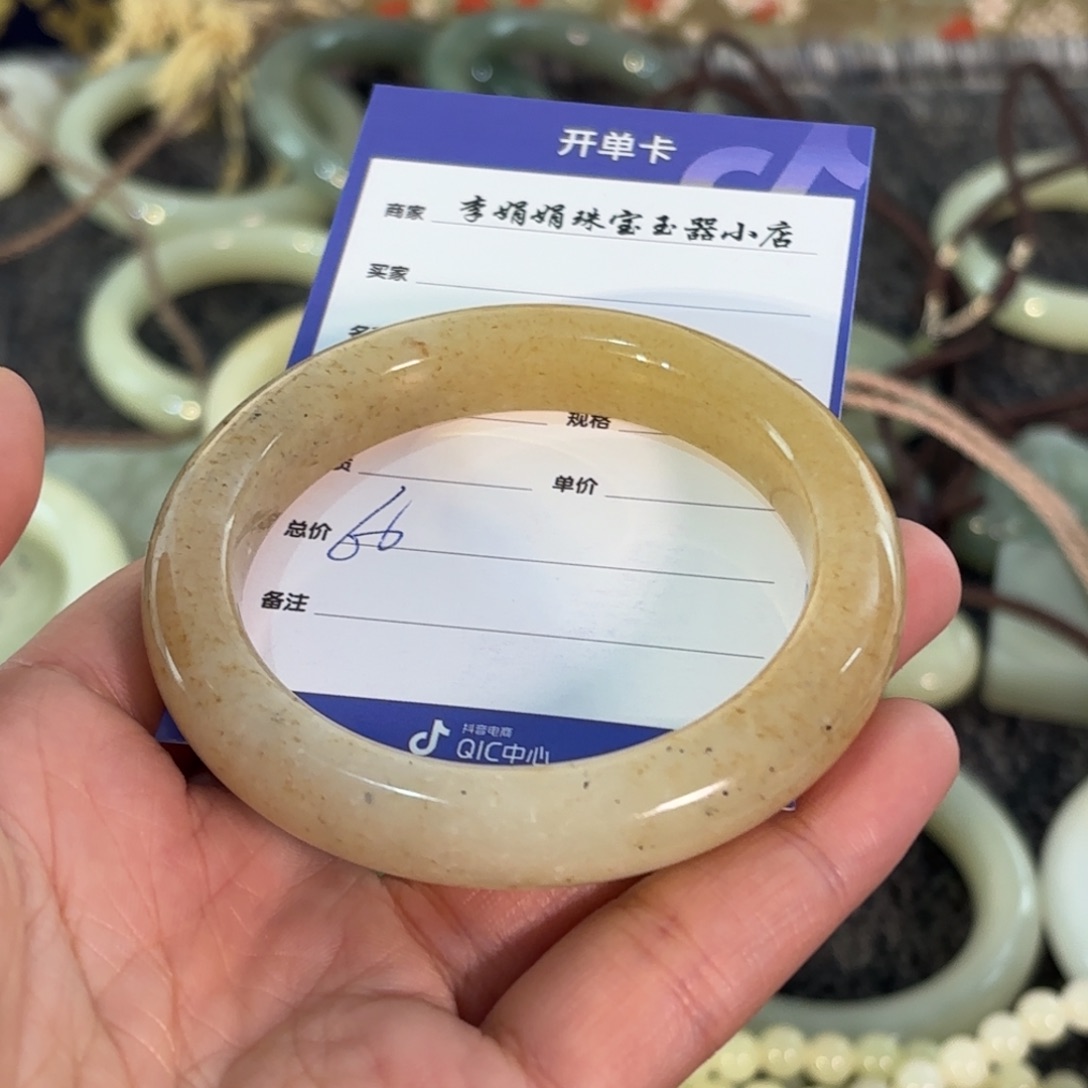 开单卡
商家 李娟娟珠宝玉器小店
买家
规格
单价
总价 66
备注
抖音电商
QIC中心